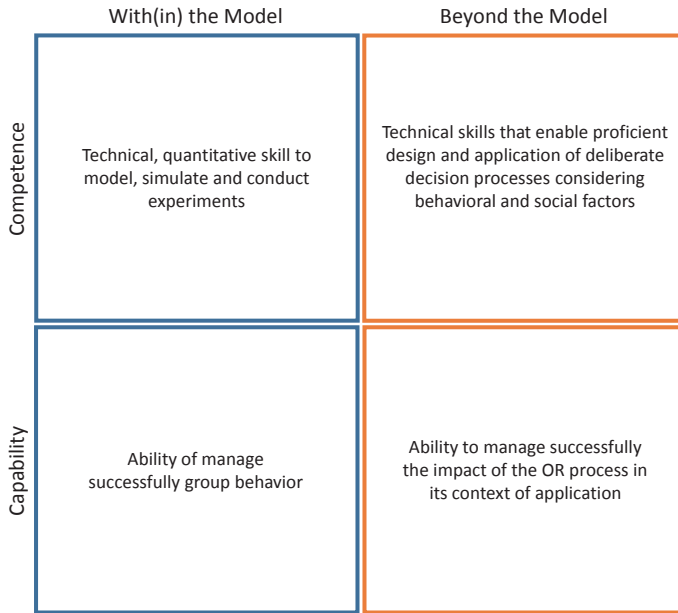 With(in) the Model
Beyond the Model
Competence
Technical, quantitative skill to
model, simulate and conduct
experiments
Technical skills that enable proficient
design and application of deliberate
decision processes considering
behavioral and social factors
Capability
Ability of manage
successfully group behavior
Ability to manage successfully
the impact of the OR process in
its context of application